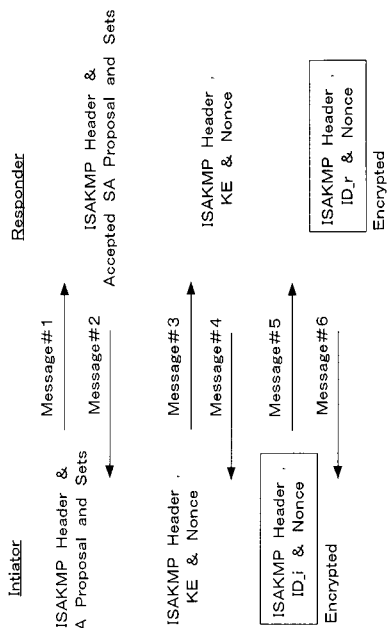 Intiator
Responder
ISAKMP Header &
A Proposal and Sets
Message#1
Message#2
ISAKMP Header &
Accepted SA Proposal and Sets
ISAKMP Header ,
KE & Nonce
Message#3
Message#4
ISAKMP Header ,
KE & Nonce
ISAKMP Header ,
ID_i & Nonce
Encrypted
Message#5
Message#6
ISAKMP Header ,
ID_r & Nonce
Encrypted